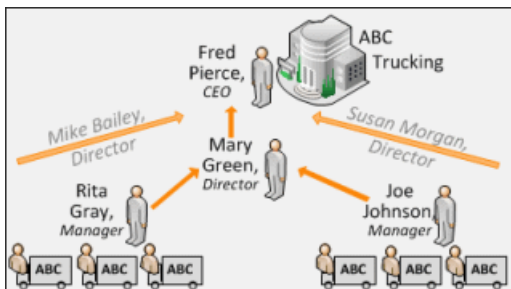 Fred
Pierce,
CEO
ABC
Trucking
Mike Bailey,
Director
Susan Morgan,
Director
Mary
Green,
Director
Rita
Gray,
Manager
Joe
Johnson,
Manager
ABC
ABC
ABC
ABC
ABC
ABC